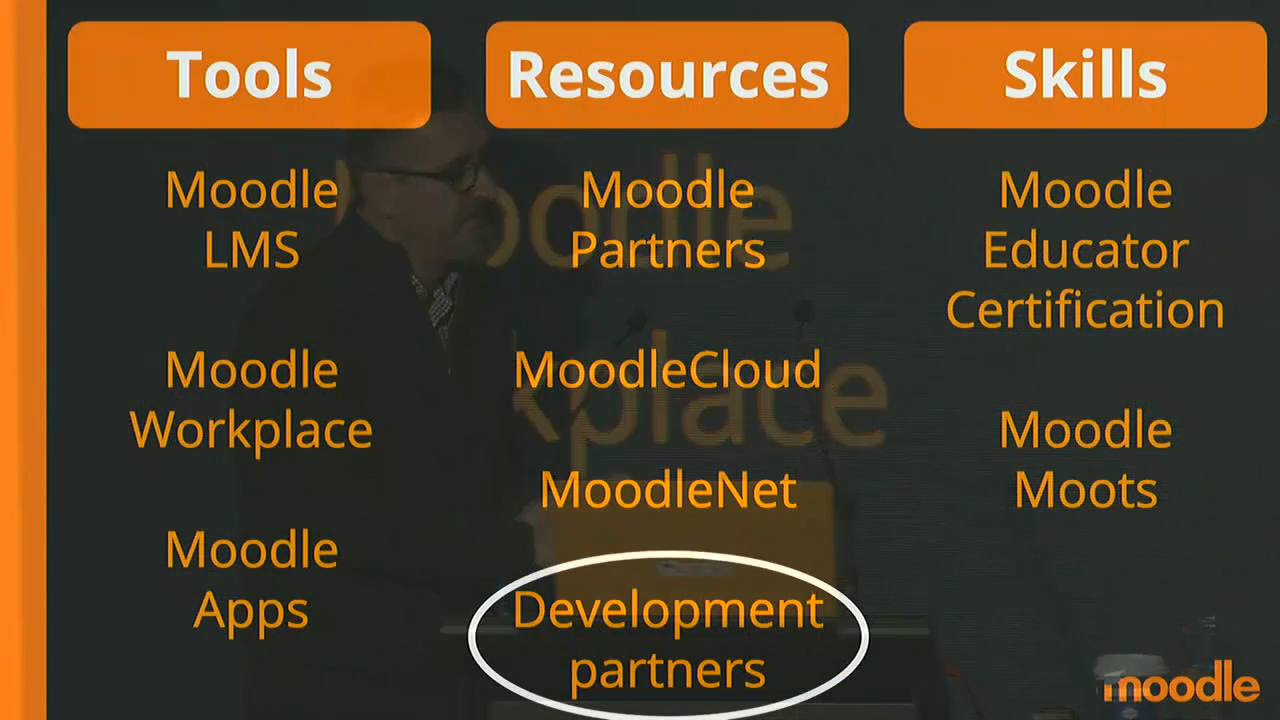 Tools
Moodle
LMS
Moodle
Workplace
Moodle
Apps
Resources
Moodle
Partners
MoodleCloud
MoodleNet
Development
partners
Skills
Moodle
Educator
Certification
Moodle
Moots
moodle